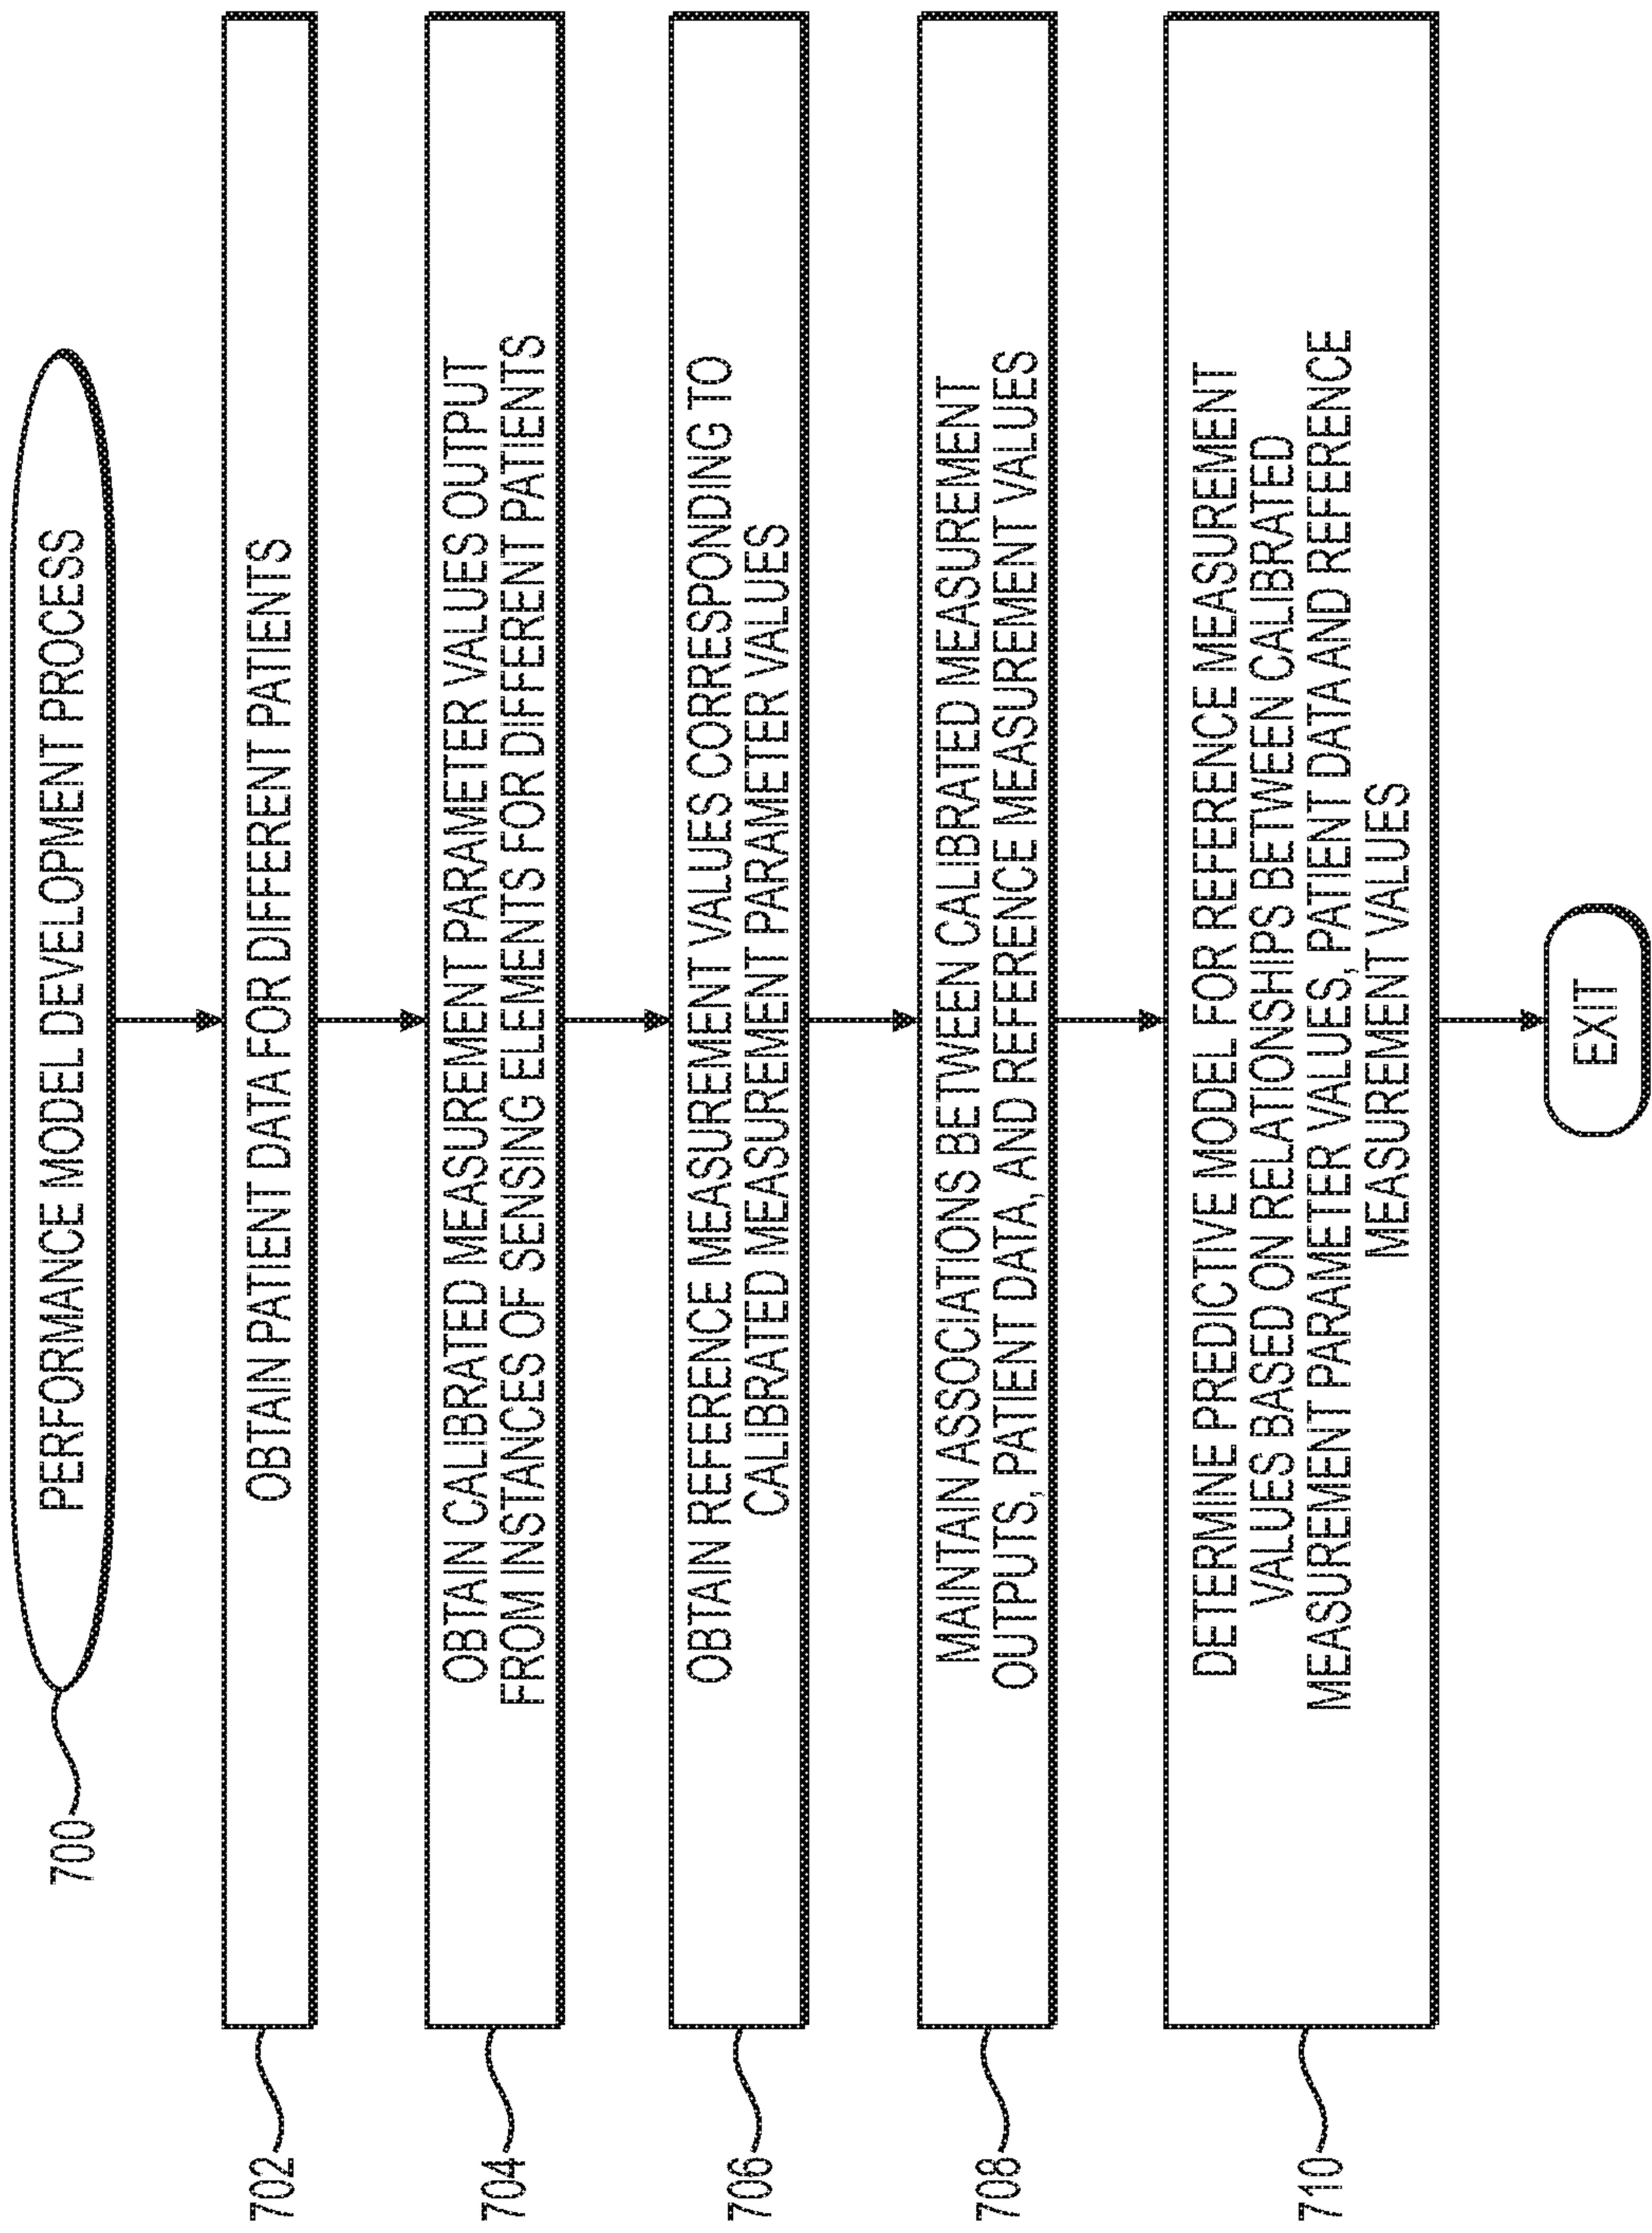 700
PERFORMANCE MODEL DEVELOPMENT PROCESS
702
OBTAIN PATIENT DATA FOR DIFFERENT PATIENTS
704
OBTAIN CALIBRATED MEASUREMENT PARAMETER VALUES OUTPUT
FROM INSTANCES OF SENSING ELEMENTS FOR DIFFERENT PATIENTS
706
OBTAIN REFERENCE MEASUREMENT VALUES CORRESPONDING TO
CALIBRATED MEASUREMENT PARAMETER VALUES
708
MAINTAIN ASSOCIATIONS BETWEEN CALIBRATED MEASUREMENT
OUTPUTS, PATIENT DATA, AND REFERENCE MEASUREMENT VALUES
710
DETERMINE PREDICTIVE MODEL FOR REFERENCE MEASUREMENT
VALUES BASED ON RELATIONSHIPS BETWEEN CALIBRATED
MEASUREMENT PARAMETER VALUES, PATIENT DATA AND REFERENCE
MEASUREMENT VALUES
EXIT